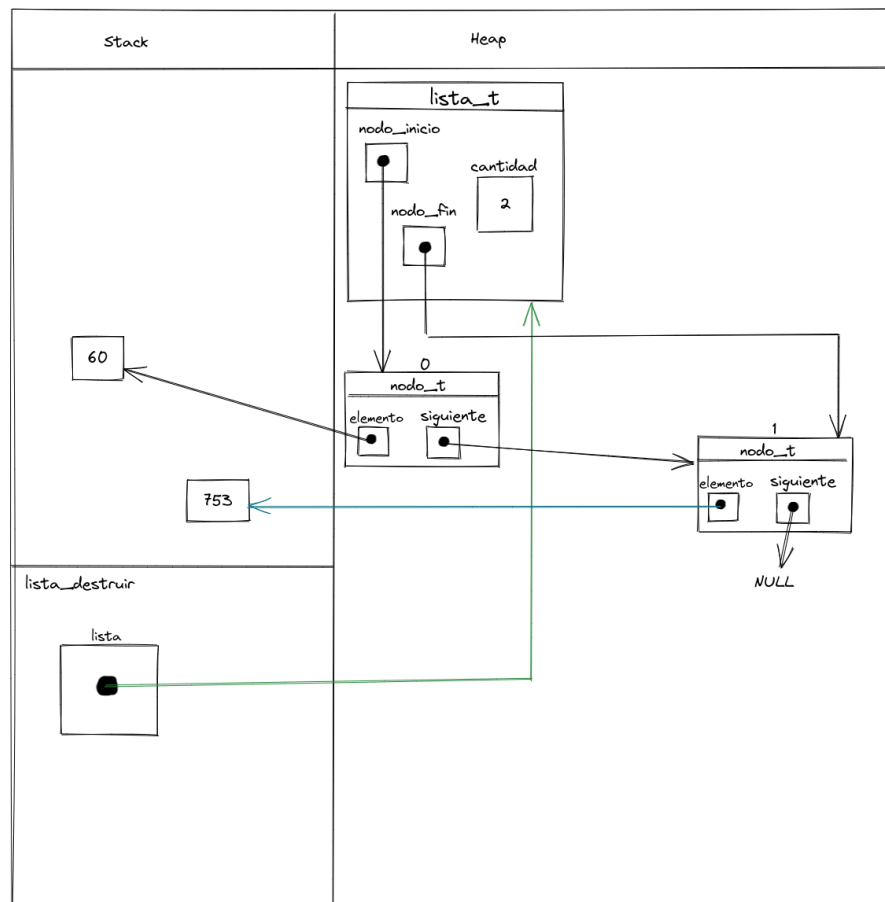 Stack
Heap
lista_t
nodo_inicio
cantidad
2
nodo_fin
60
0
nodo_t
elemento siguiente
1
nodo_t
elemento siguiente
753
NULL
lista_destruir
lista